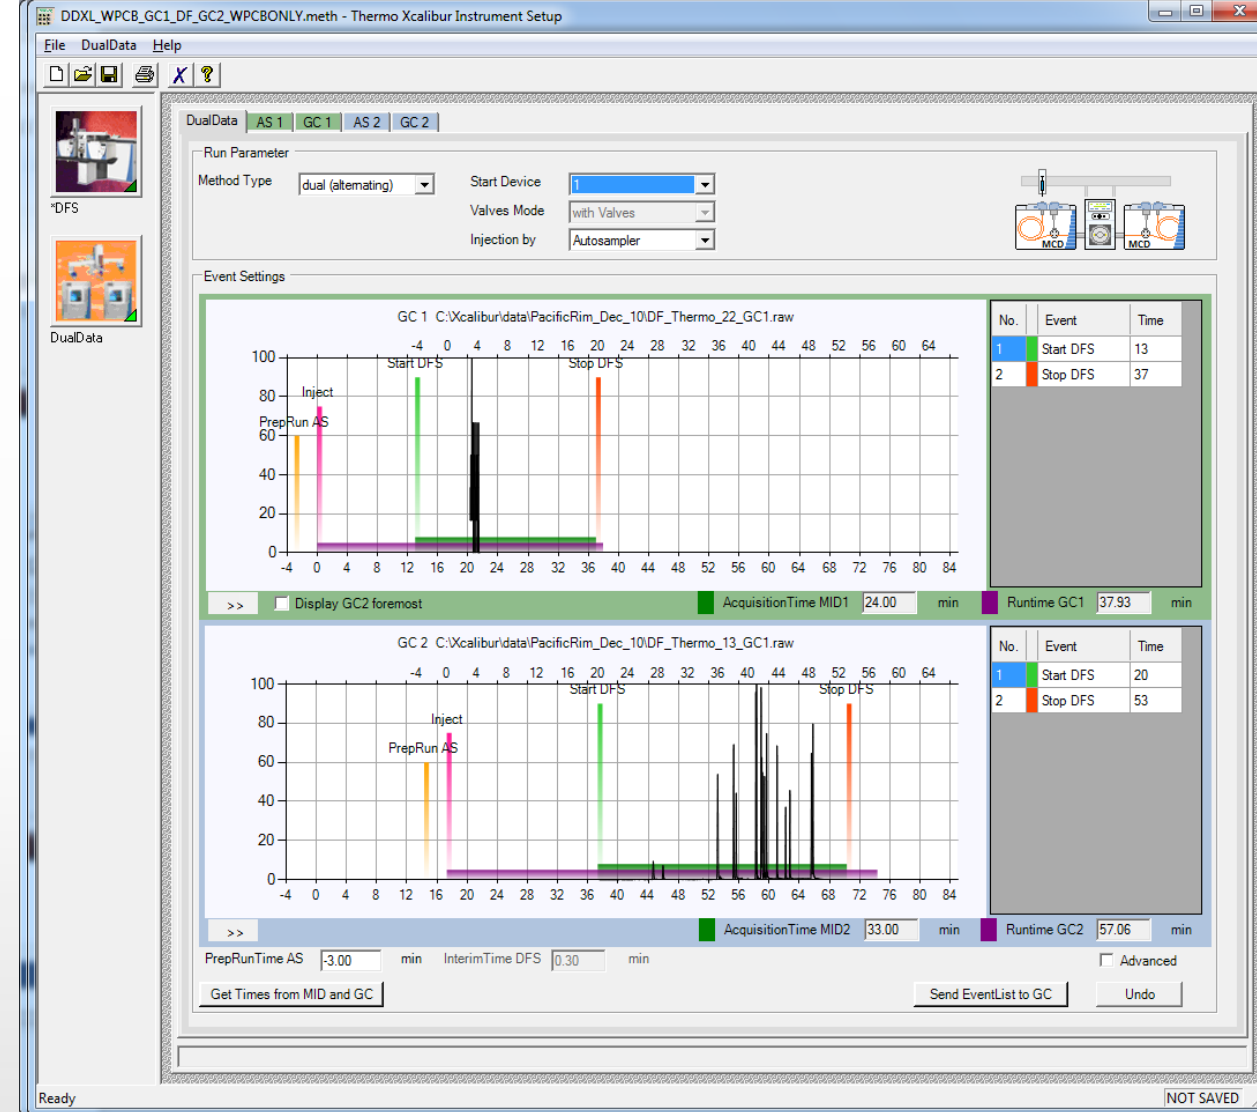 DDXL_WPCB_GC1_DF_GC2_WPCBONLY.meth - Thermo Xcalibur Instrument Setup
File DualData Help
*DFS
DualData
DualData AS 1 GC 1 AS 2 GC 2
Run Parameter
Method Type dual (alternating) Start Device 1
Valves Mode with Valves
Injection by Autosampler
MCD MCD
Event Settings
GC 1 C:\Xcalibur\data\PacificRim_Dec_10\DF_Thermo_22_GC1.raw
-4 0 4 8 12 16 20 24 28 32 36 40 44 48 52 56 60 64
Start DFS Stop DFS
Inject
PrepRun AS
100
80
60
40
20
0
-4 0 4 8 12 16 20 24 28 32 36 40 44 48 52 56 60 64 68 72 76 80 84
No. Event Time
1 Start DFS 13
2 Stop DFS 37
>> Display GC2 foremost AcquisitionTime MID1 24.00 min Runtime GC1 37.93 min
GC 2 C:\Xcalibur\data\PacificRim_Dec_10\DF_Thermo_13_GC1.raw
-4 0 4 8 12 16 20 24 28 32 36 40 44 48 52 56 60 64
Start DFS Stop DFS
Inject
PrepRun AS
100
80
60
40
20
0
-4 0 4 8 12 16 20 24 28 32 36 40 44 48 52 56 60 64 68 72 76 80 84
No. Event Time
1 Start DFS 20
2 Stop DFS 53
>> AcquisitionTime MID2 33.00 min Runtime GC2 57.06 min
PrepRunTime AS -3.00 min InterimTime DFS 0.30 min Advanced
Get Times from MID and GC Send EventList to GC Undo
Ready NOT SAVED